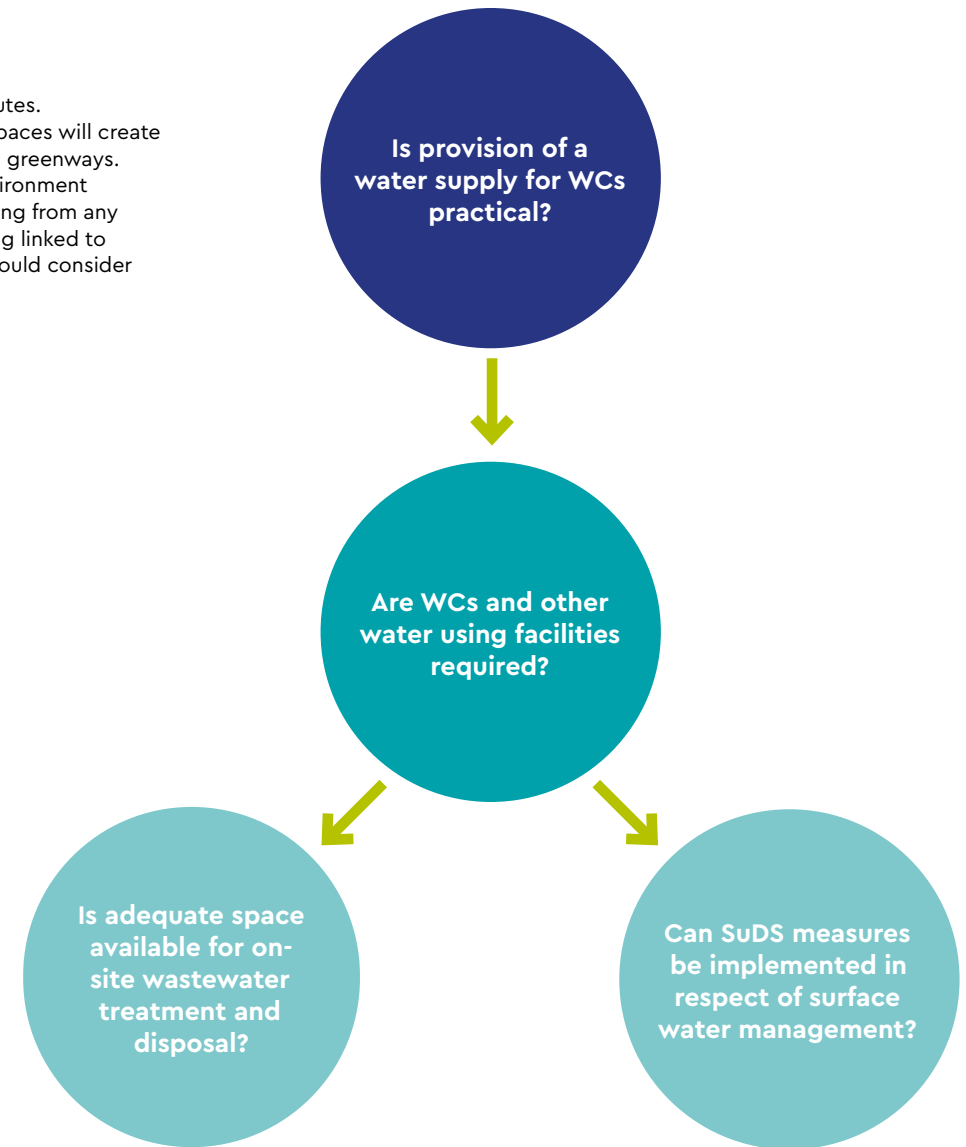 utes.
paces will create
greenways.
ironment
ng from any
g linked to
ould consider
Is provision of a
water supply for WCs
practical?
Are WCs and other
water using facilities
required?
Is adequate space
available for on-
site wastewater
treatment and
disposal?
Can SuDS measures
be implemented in
respect of surface
water management?